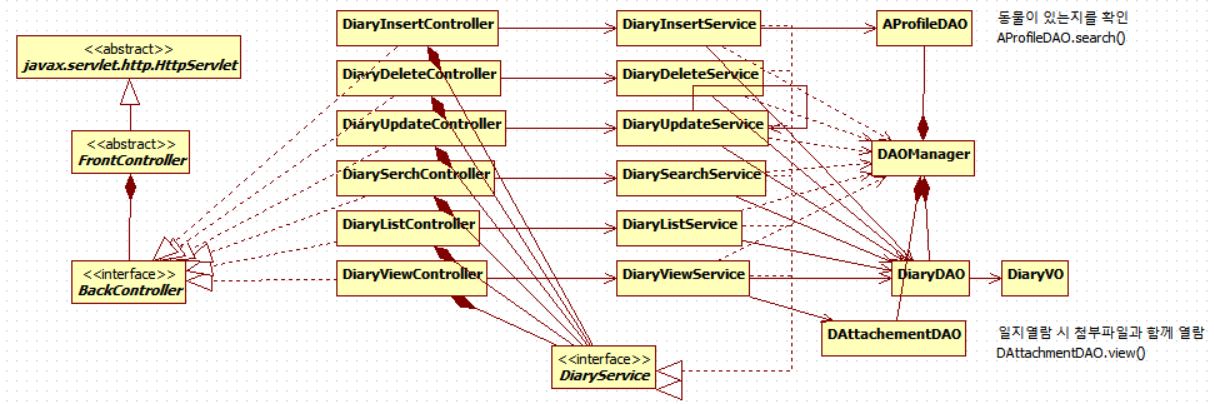 DiaryInsertController
DiaryInsertService
AProfileDAO
동물이 있는지를 확인
AProfileDAO.search()
<<abstract>>
javax.servlet.http.HttpServlet
DiaryDeleteController
DiaryDeleteService
DiaryUpdateController
DiaryUpdateService
<<abstract>>
FrontController
DAOManager
DiarySerchController
DiarySearchService
DiaryListController
DiaryListService
<<interface>>
BackController
DiaryViewController
DiaryViewService
DiaryDAO
DiaryVO
DAttachementDAO
일지열람 시 첨부파일과 함께 열람
DAttachmentDAO.view()
<<interface>>
DiaryService